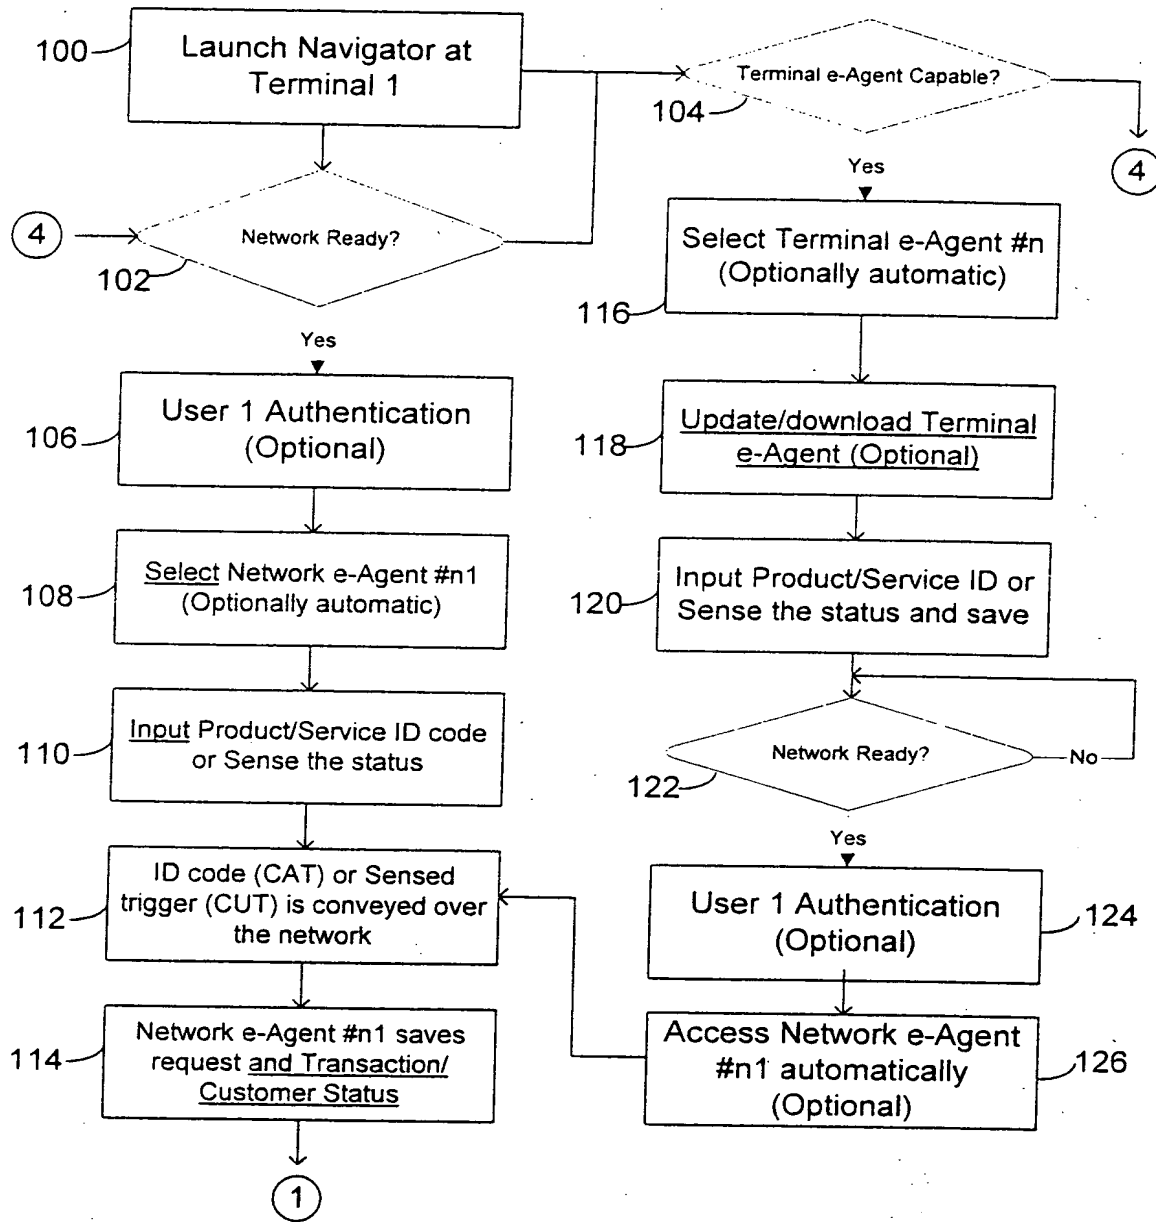 100
Launch Navigator at
Terminal 1
Terminal e-Agent Capable?
104
4
4
Network Ready?
102
Yes
User 1 Authentication
(Optional)
106
Select Network e-Agent #n1
(Optionally automatic)
108
Input Product/Service ID code
or Sense the status
110
ID code (CAT) or Sensed
trigger (CUT) is conveyed over
the network
112
Network e-Agent #n1 saves
request and Transaction/
Customer Status
114
1
Yes
Select Terminal e-Agent #n
(Optionally automatic)
116
Update/download Terminal
e-Agent (Optional)
118
Input Product/Service ID or
Sense the status and save
120
Network Ready?
No
122
Yes
User 1 Authentication
(Optional)
124
Access Network e-Agent
#n1 automatically
(Optional)
126